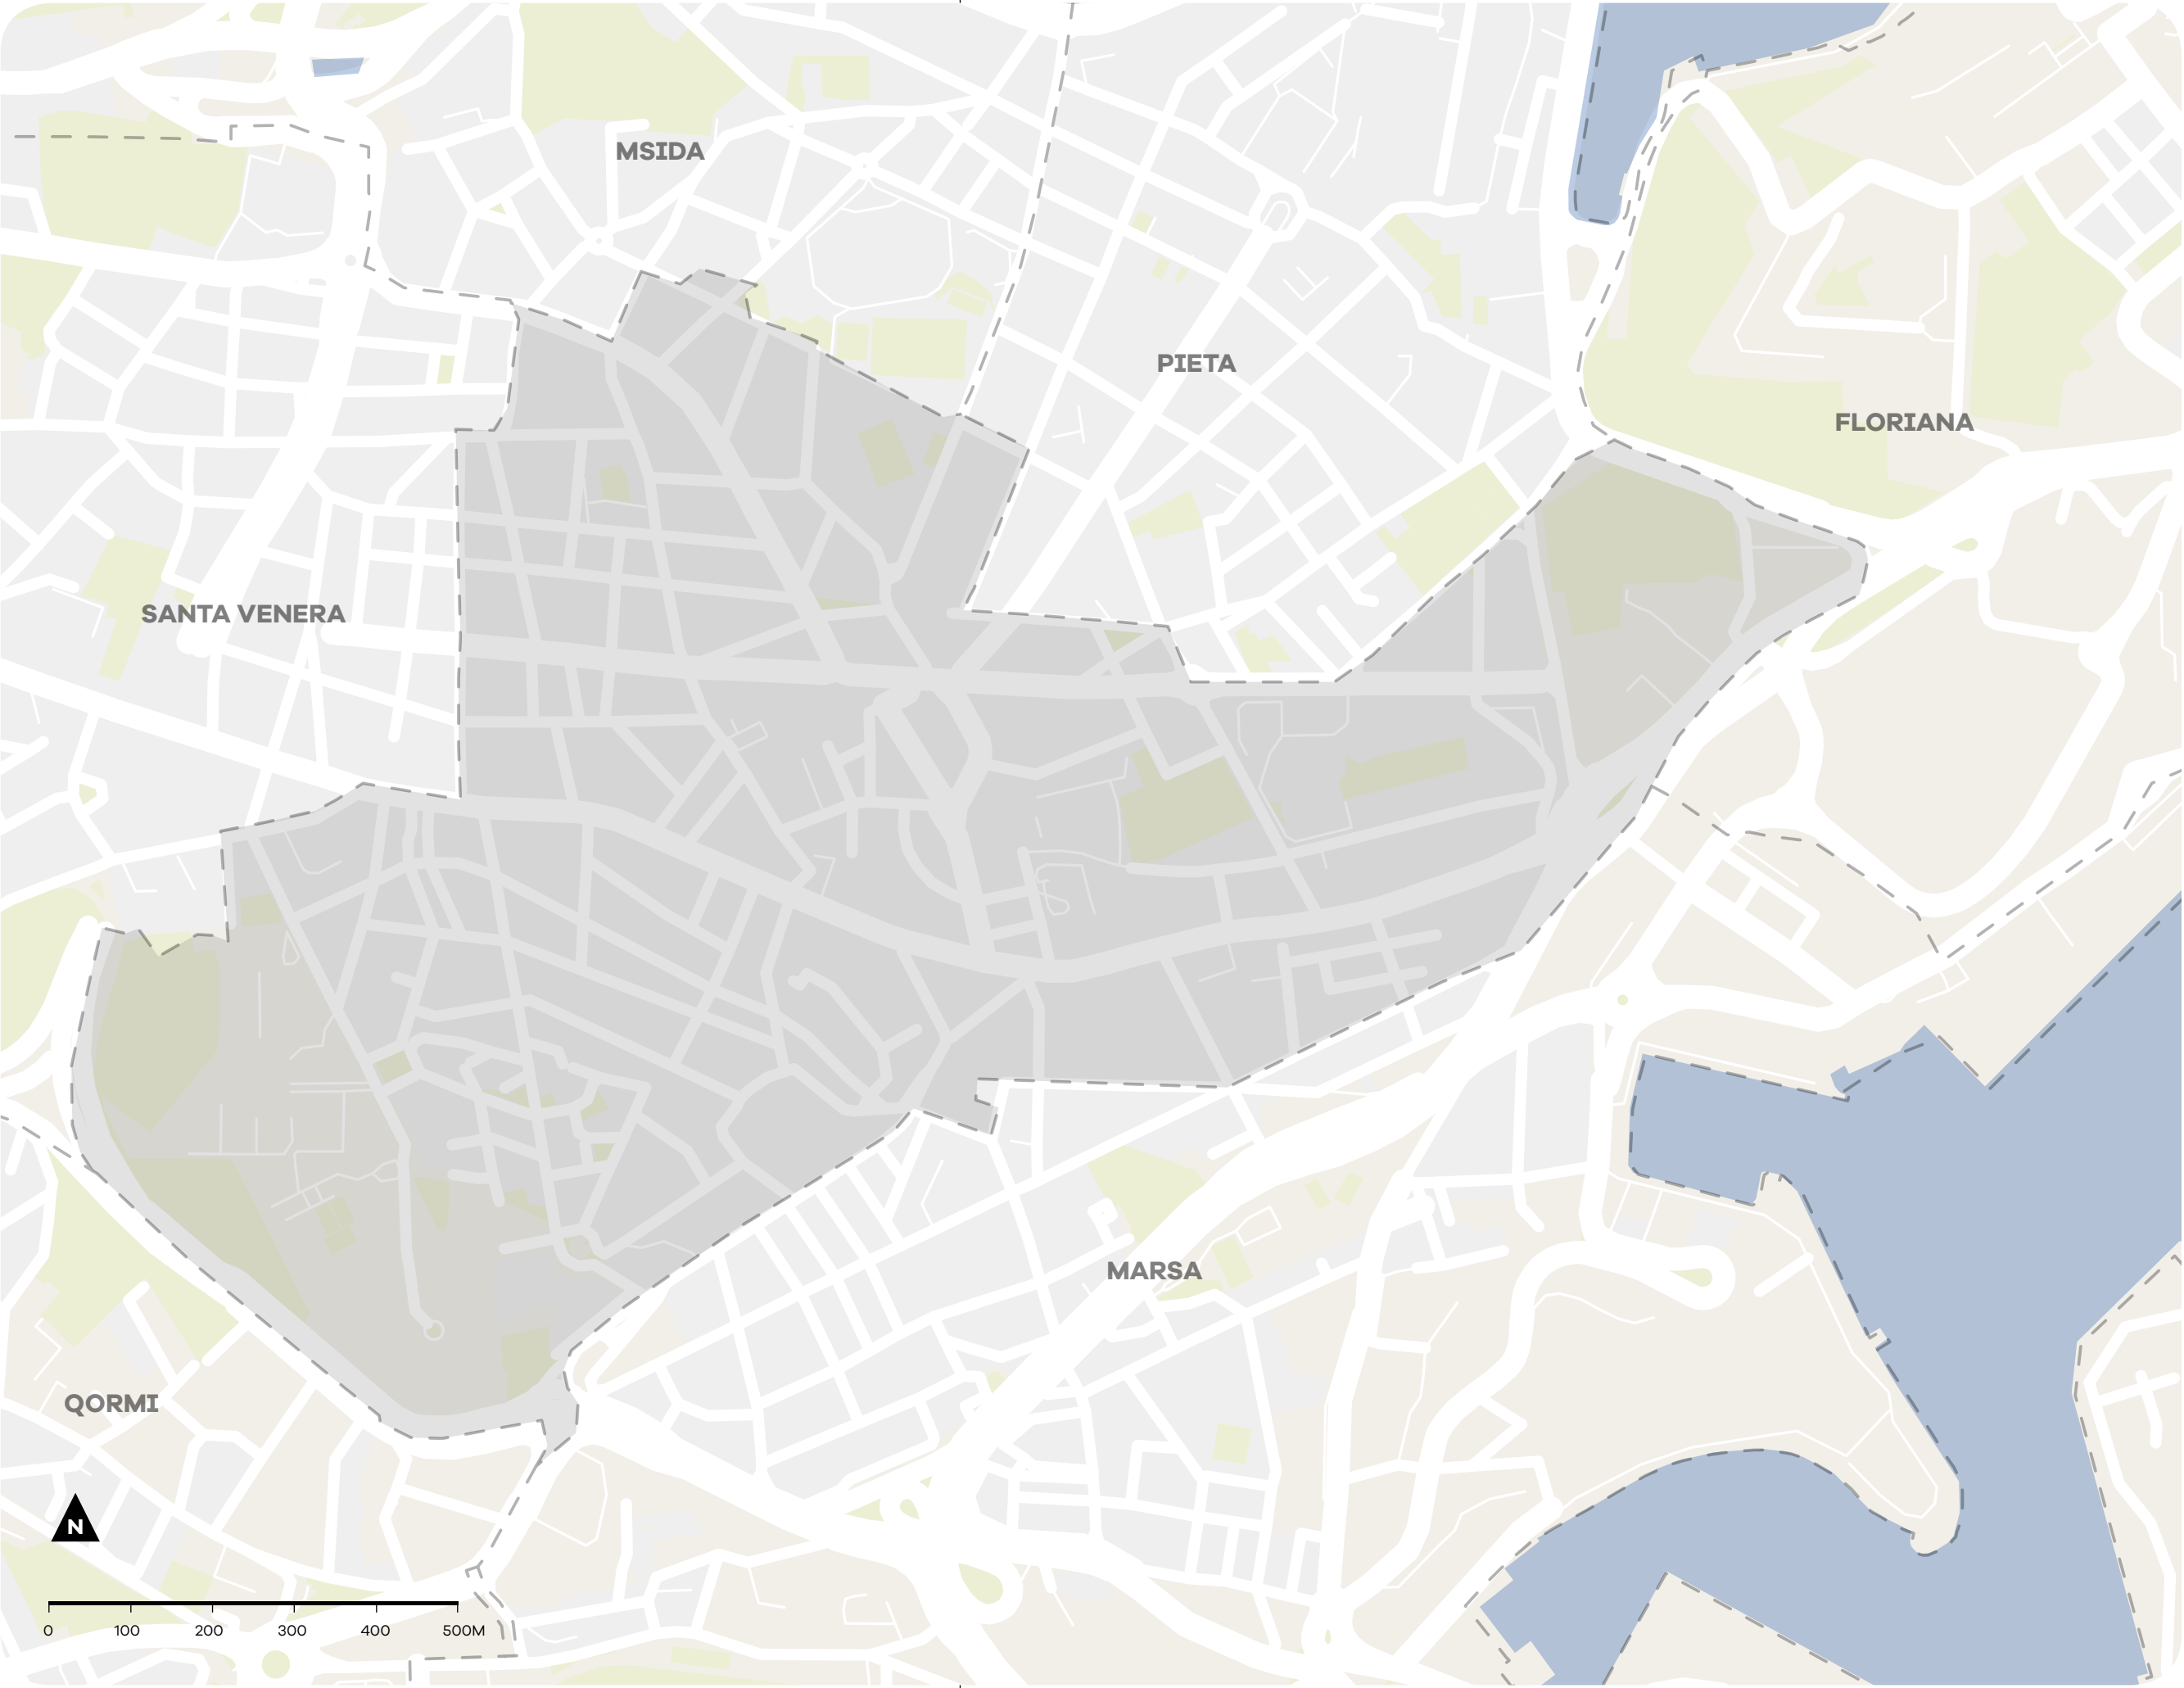 MSIDA
PIETA
FLORIANA
SANTA VENERA
MARSA
QORMI
N
0 100 200 300 400 500M